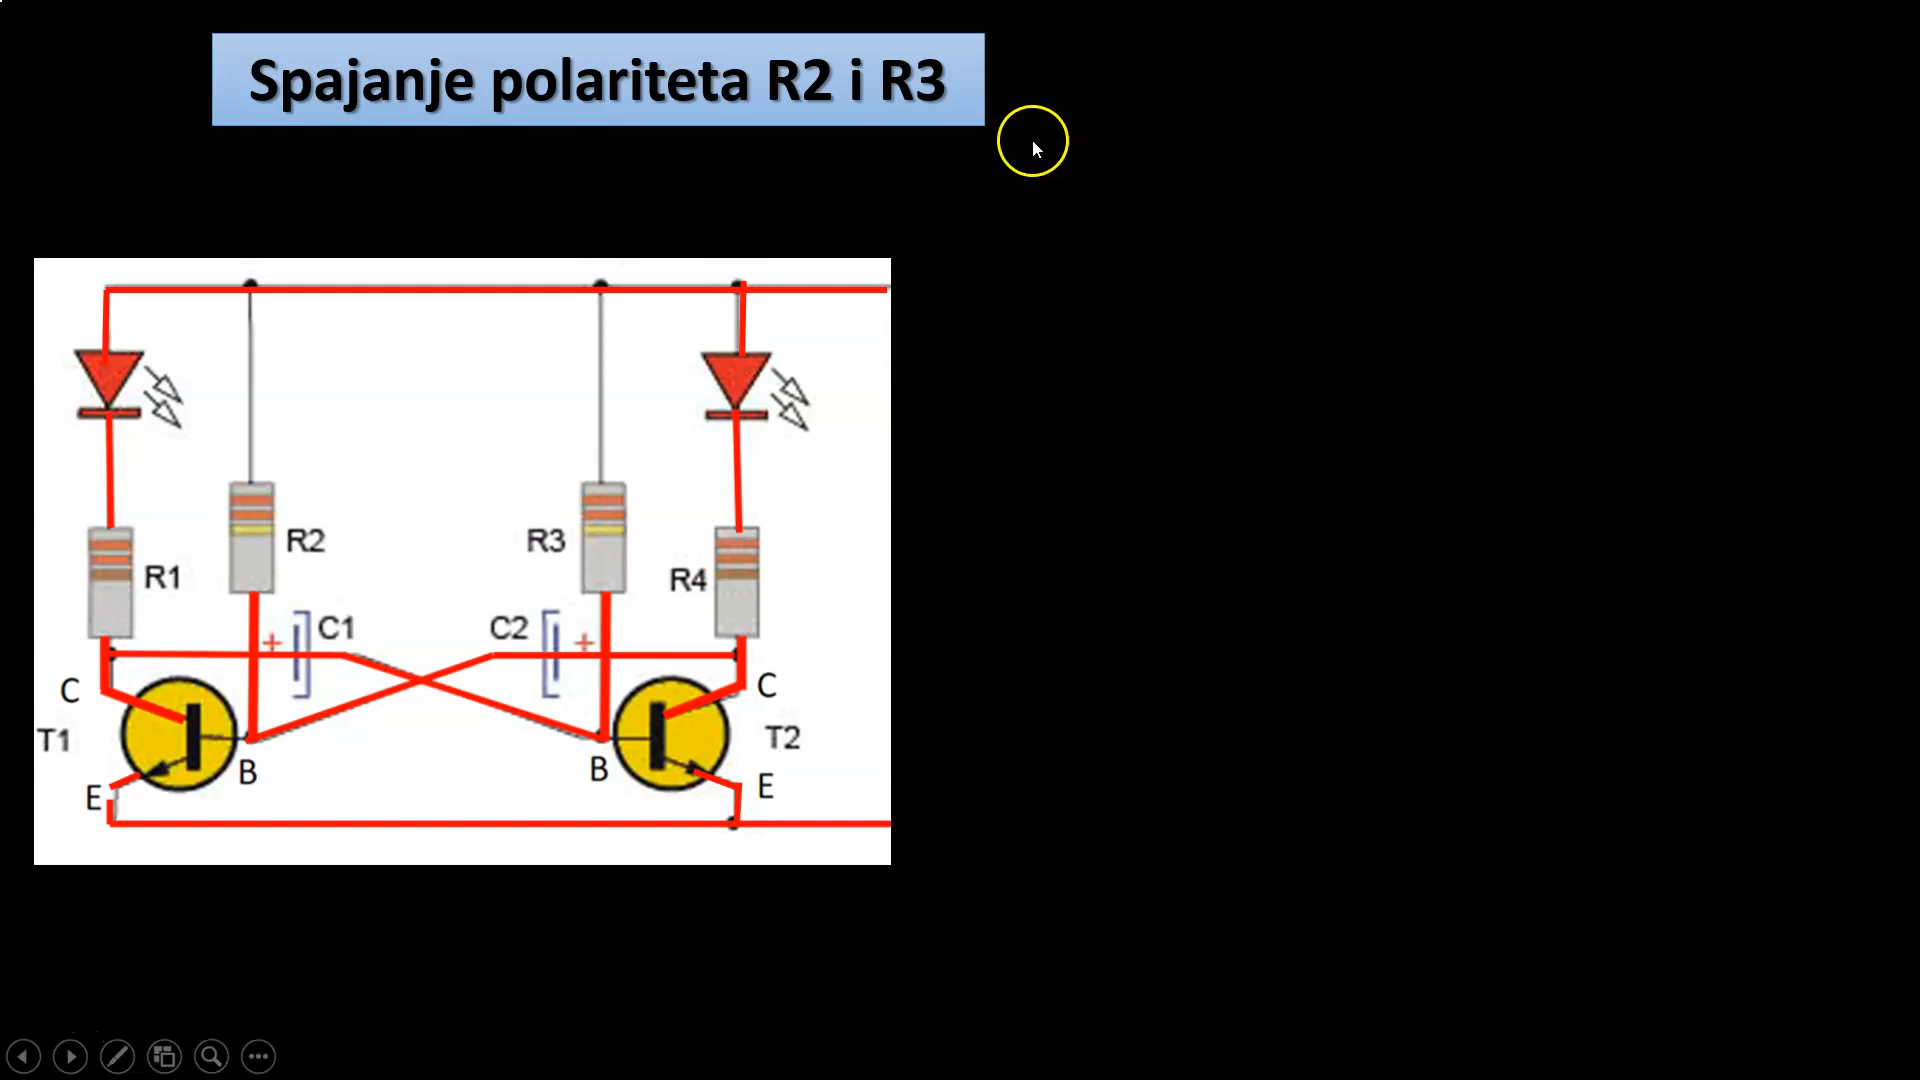 Spajanje polariteta R2 i R3
R2
R3
R1
R4
+
C1
C2
+
C
C
T1
T2
B
B
E
E